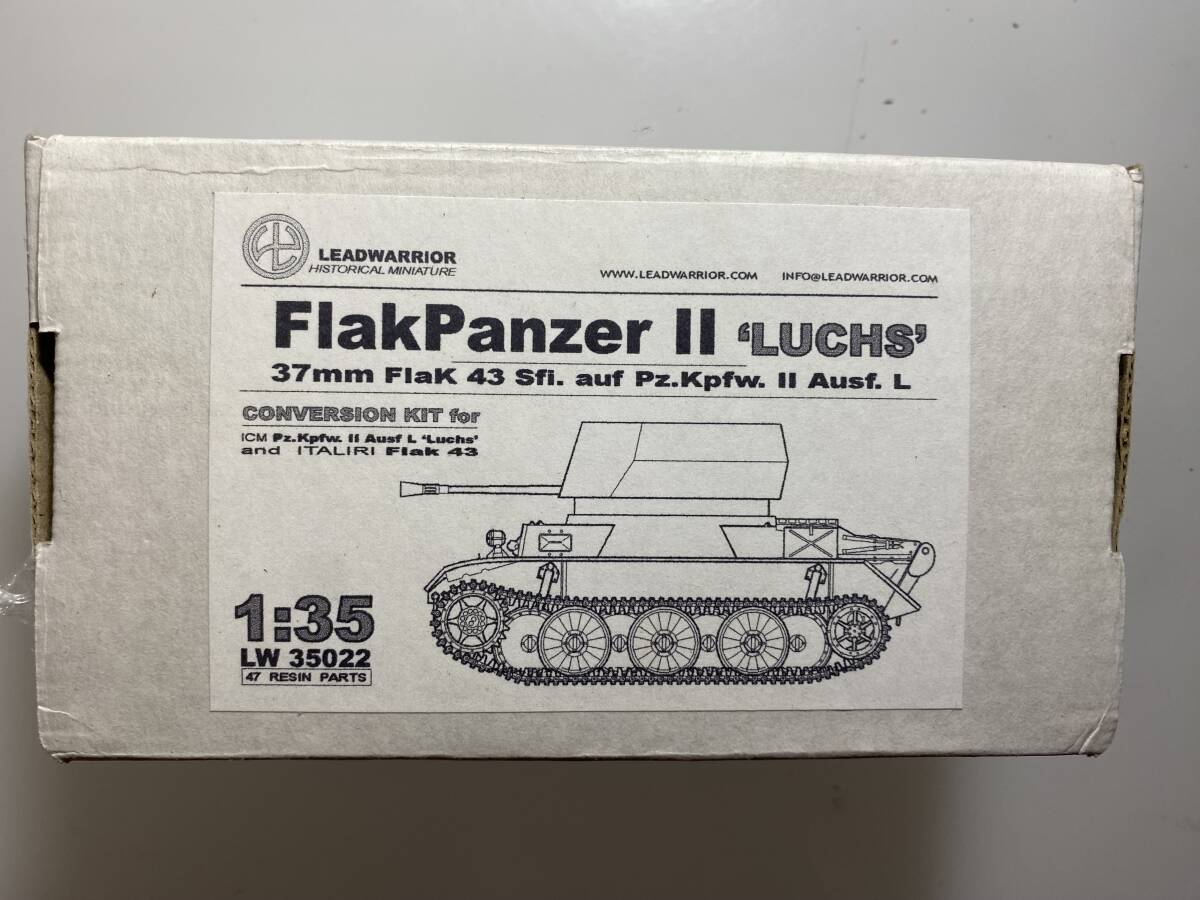 LEADWARRIOR
HISTORICAL MINIATURE
WWW.LEADWARRIOR.COM INFO@LEADWARRIOR.COM
FlakPanzer II 'LUCHS'
37mm FlaK 43 Sfi. auf Pz.Kpfw. II Ausf. L
CONVERSION KIT for
ICM Pz.Kpfw. II Ausf L 'Luchs'
and ITALIRI Flak 43
1:35
LW 35022
47 RESIN PARTS